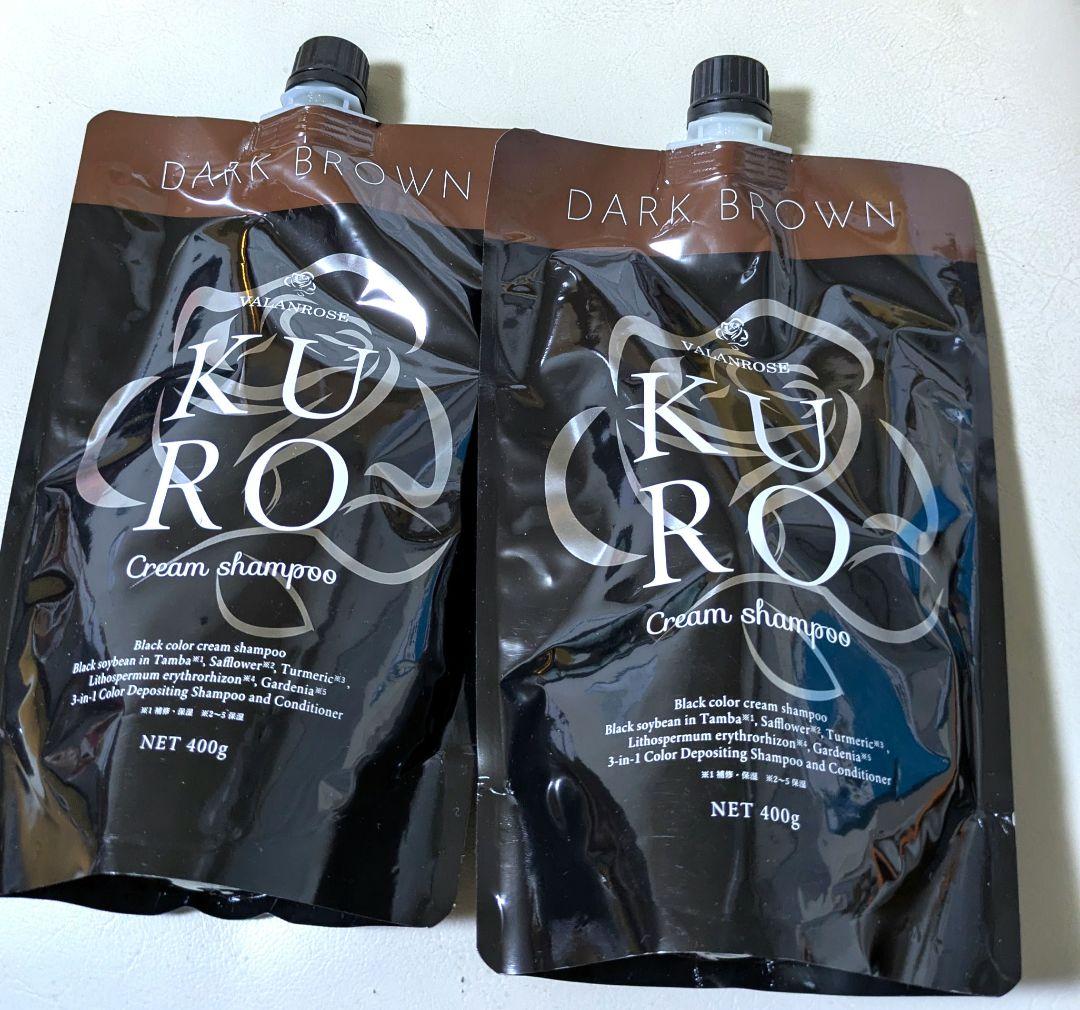 DARK BROWN
VALANROSE
KU
RO
Cream shampoo
Black color cream shampoo
Black soybean in Tamba※1, Safflower※2, Turmeric※3,
Lithospermum erythrorhizon※4, Gardenia※5
3-in-1 Color Depositing Shampoo and Conditioner
※1 補修・保湿 ※2～5 保湿
NET 400g
DARK BROWN
VALANROSE
KU
RO
Cream shampoo
Black color cream shampoo
Black soybean in Tamba※1, Safflower※2, Turmeric※3,
Lithospermum erythrorhizon※4, Gardenia※5
3-in-1 Color Depositing Shampoo and Conditioner
※1 補修・保湿 ※2～5 保湿
NET 400g